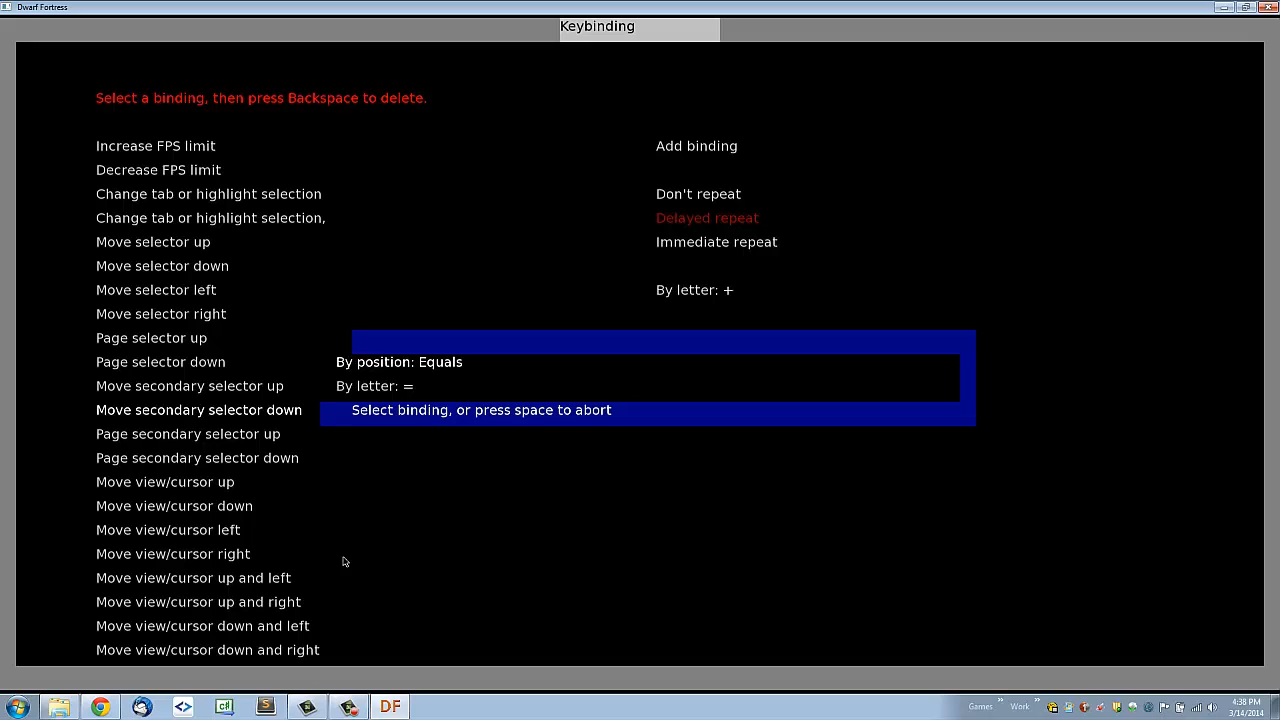 Dwarf Fortress
Keybinding
Select a binding, then press Backspace to delete.
Increase FPS limit
Decrease FPS limit
Change tab or highlight selection
Change tab or highlight selection,
Move selector up
Move selector down
Move selector left
Move selector right
Page selector up
Page selector down
Move secondary selector up
Move secondary selector down
Page secondary selector up
Page secondary selector down
Move view/cursor up
Move view/cursor down
Move view/cursor left
Move view/cursor right
Move view/cursor up and left
Move view/cursor up and right
Move view/cursor down and left
Move view/cursor down and right
Add binding
Don't repeat
Delayed repeat
Immediate repeat
By letter: +
By position: Equals
By letter: =
Select binding, or press space to abort
C#
S
DF
Games
Work
4:38 PM
3/14/2014